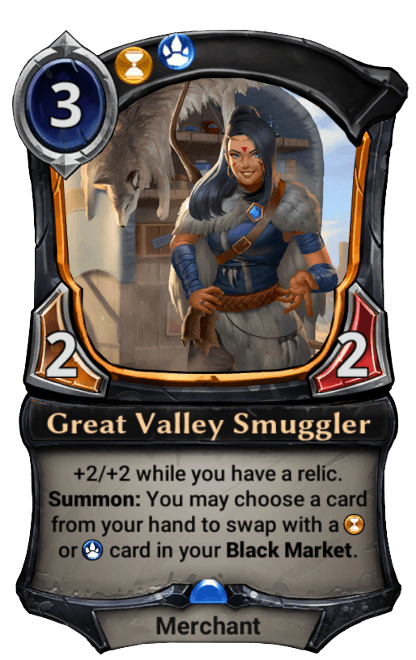 3
2
2
Great Valley Smuggler
+2/+2 while you have a relic.
Summon: You may choose a card
from your hand to swap with a
or card in your Black Market.
Merchant